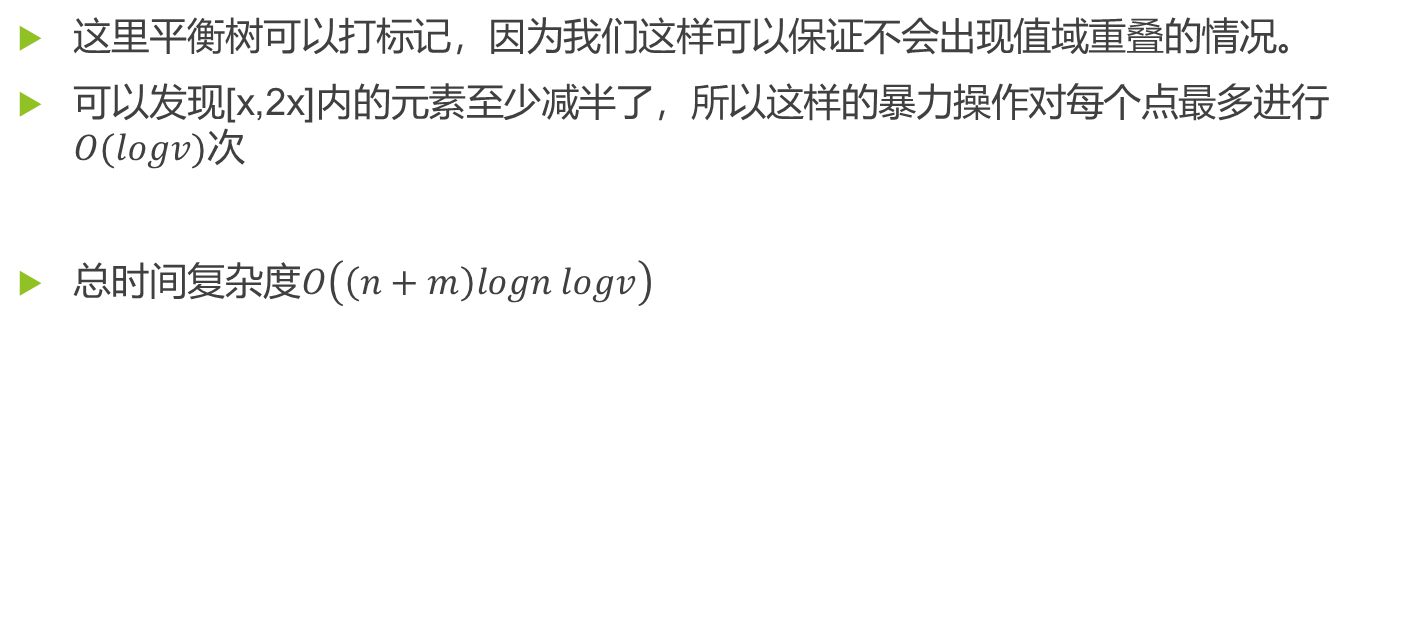 这里平衡树可以打标记，因为我们这样可以保证不会出现值域重叠的情况。
可以发现[x,2x]内的元素至少减半了，所以这样的暴力操作对每个点最多进行
O(logv)次
总时间复杂度O((n + m)logn logv)